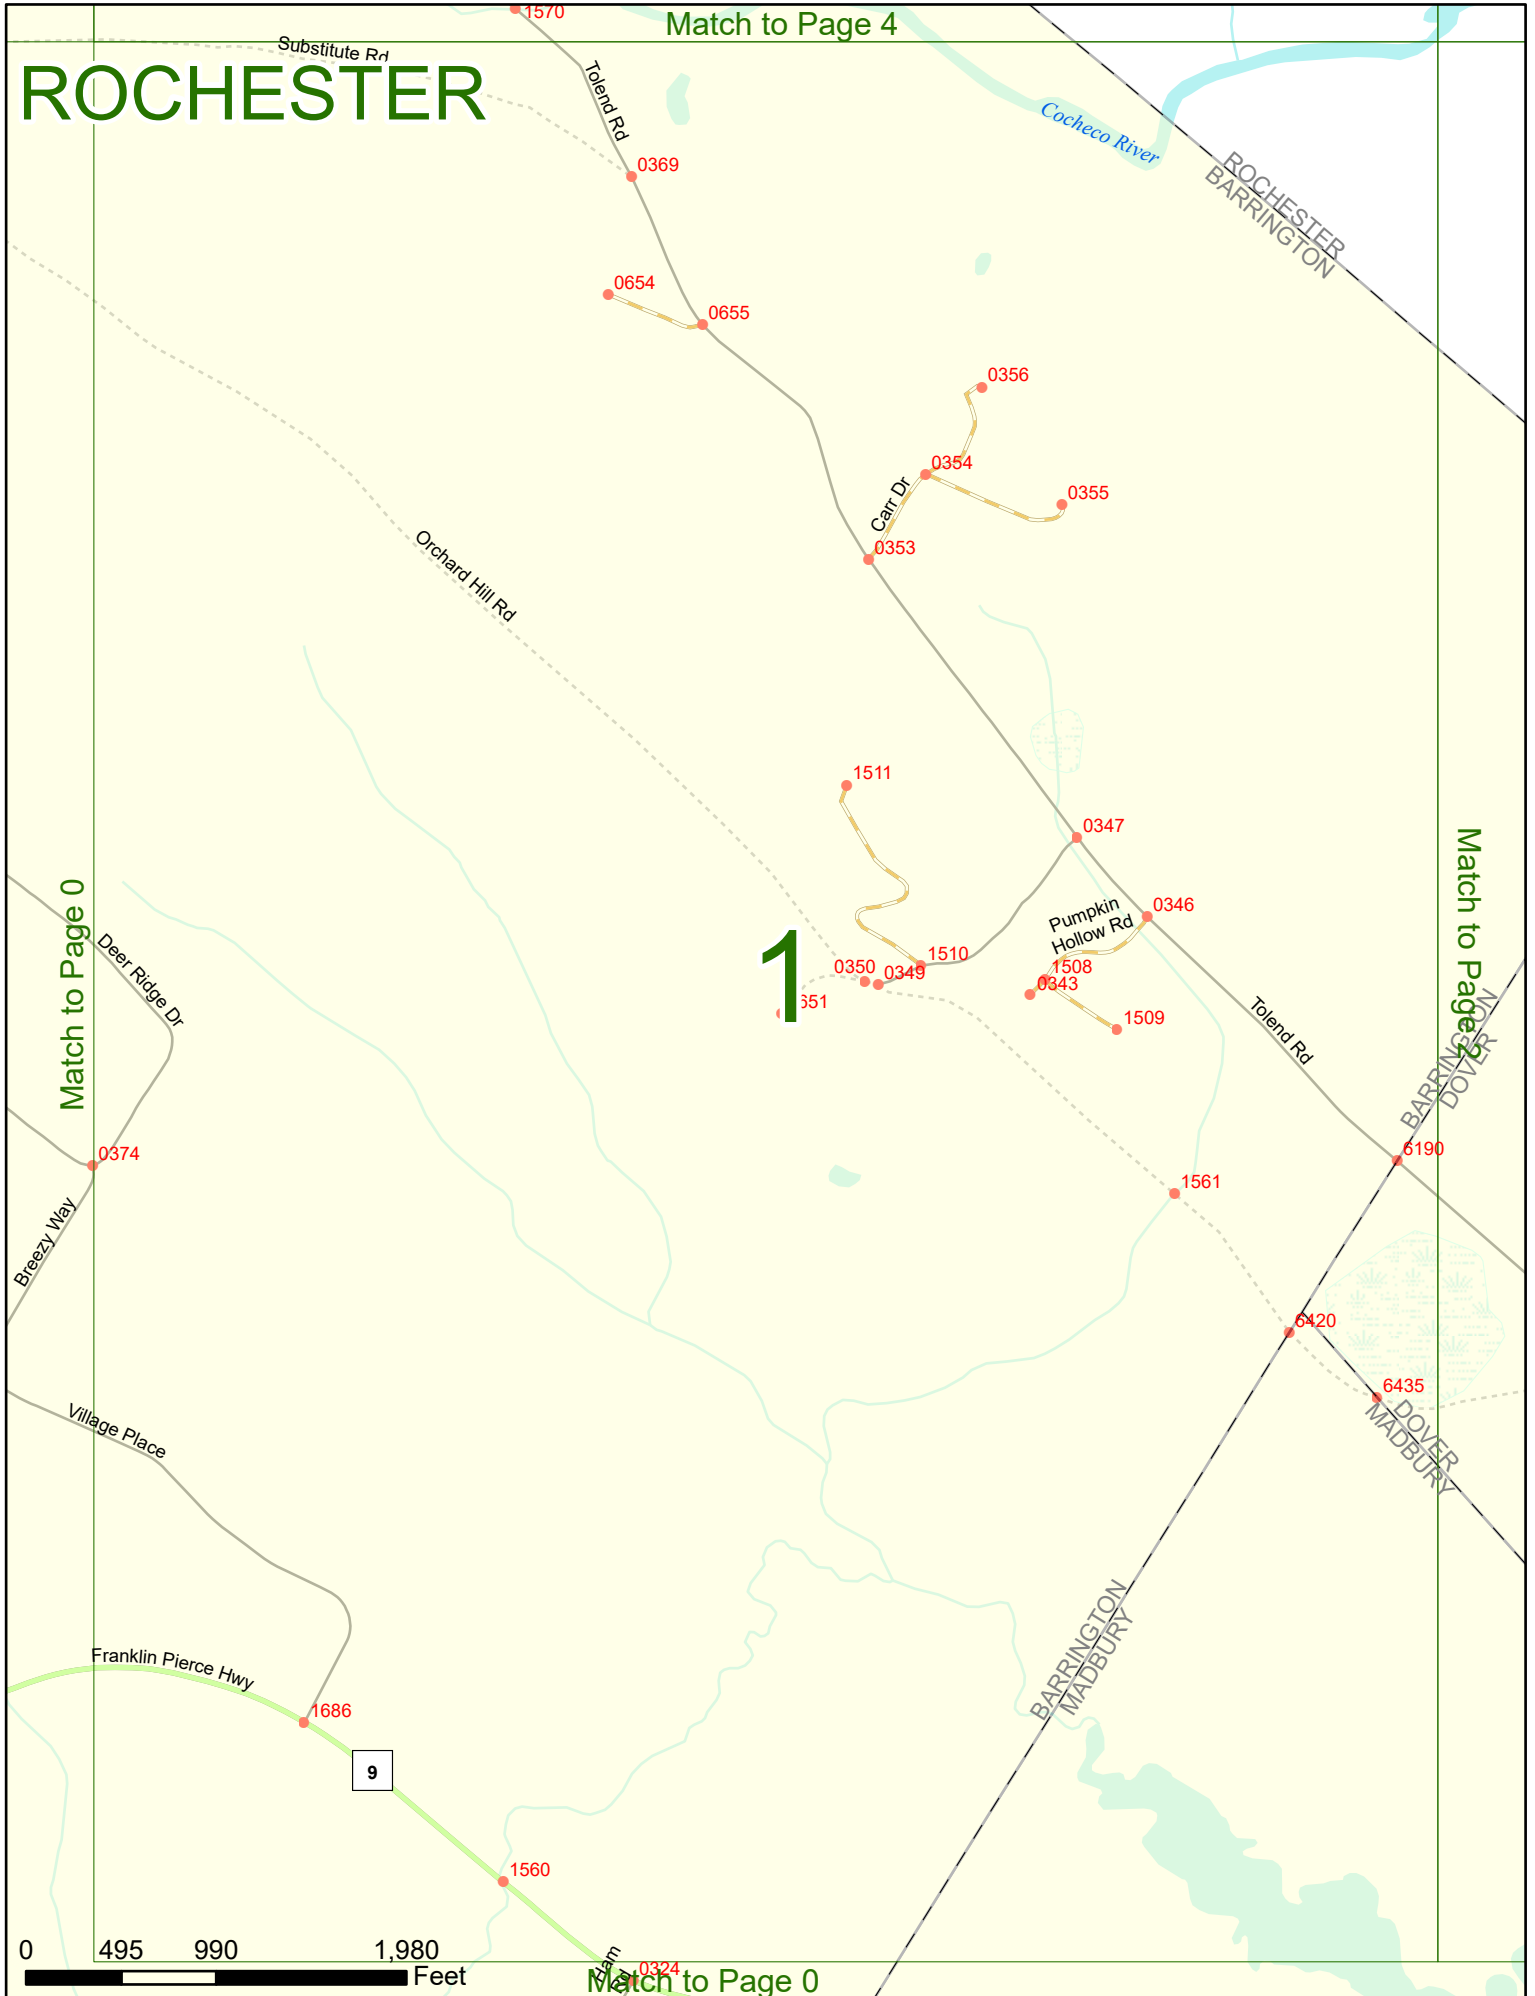 1570
Match to Page 4
Substitute Rd
ROCHESTER
Tolend Rd
Cocheco River
ROCHESTER
BARRINGTON
0369
0654
0655
0356
0354
0355
Carr Dr
0353
Orchard Hill Rd
1511
0347
Match to Page 0
Match to Page 2
Pumpkin
Hollow Rd
0346
Deer Ridge Dr
1
1510
0350
0349
1508
0343
651
1509
Tolend Rd
BARRINGTON
DOVER
0374
6190
1561
Breezy Way
6420
6435
DOVER
MADBURY
Village Place
BARRINGTON
MADBURY
Franklin Pierce Hwy
1686
9
1560
0 495 990 1,980
Feet
Ham
Rd
0324
Match to Page 0